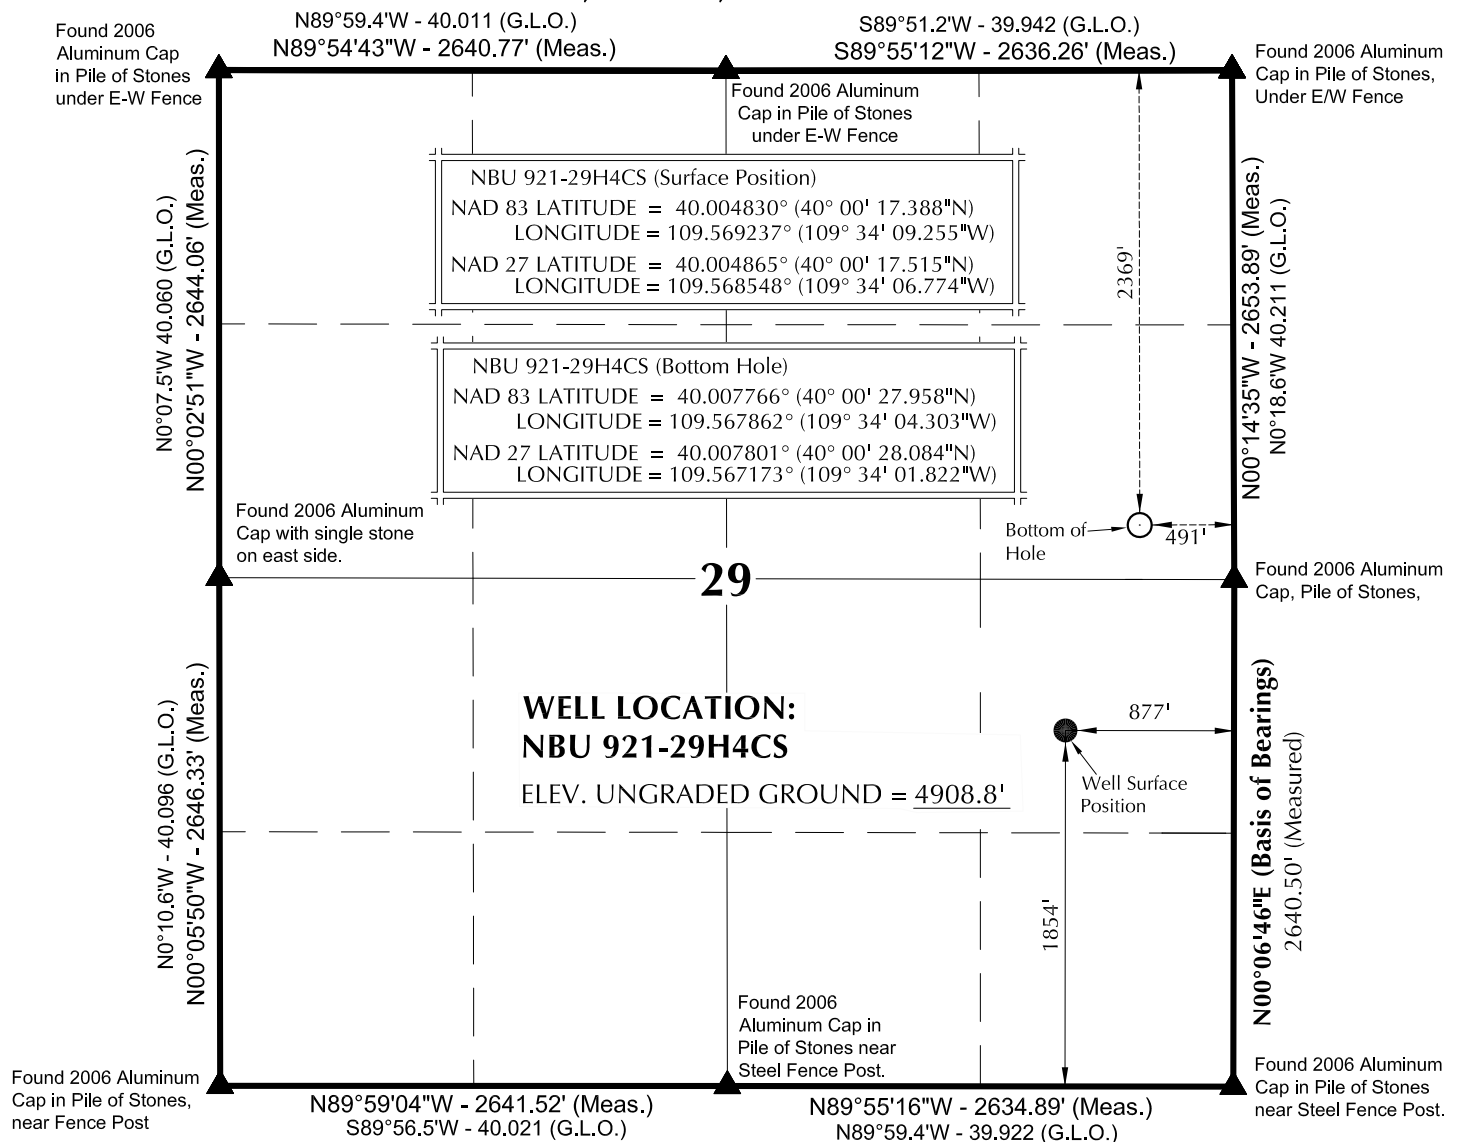 N89°59.4'W - 40.011 (G.L.O.)
N89°54'43"W - 2640.77' (Meas.)
S89°51.2'W - 39.942 (G.L.O.)
S89°55'12"W - 2636.26' (Meas.)
Found 2006
Aluminum Cap
in Pile of Stones
under E-W Fence
Found 2006 Aluminum
Cap in Pile of Stones
under E-W Fence
Found 2006 Aluminum
Cap in Pile of Stones,
Under E/W Fence
NBU 921-29H4CS (Surface Position)
NAD 83 LATITUDE = 40.004830° (40° 00' 17.388"N)
LONGITUDE = 109.569237° (109° 34' 09.255"W)
NAD 27 LATITUDE = 40.004865° (40° 00' 17.515"N)
LONGITUDE = 109.568548° (109° 34' 06.774"W)
NBU 921-29H4CS (Bottom Hole)
NAD 83 LATITUDE = 40.007766° (40° 00' 27.958"N)
LONGITUDE = 109.567862° (109° 34' 04.303"W)
NAD 27 LATITUDE = 40.007801° (40° 00' 28.084"N)
LONGITUDE = 109.567173° (109° 34' 01.822"W)
N0°07.5'W 40.060 (G.L.O.)
N00°02'51"W - 2644.06' (Meas.)
2369'
N00°14'35"W - 2653.89' (Meas.)
N0°18.6'W 40.211 (G.L.O.)
Found 2006 Aluminum
Cap with single stone
on east side.
Bottom of
Hole
491'
29
Found 2006 Aluminum
Cap, Pile of Stones,
WELL LOCATION:
NBU 921-29H4CS
ELEV. UNGRADED GROUND = 4908.8'
877'
Well Surface
Position
1854'
N0°10.6'W - 40.096 (G.L.O.)
N00°05'50"W - 2646.33' (Meas.)
N00°06'46"E (Basis of Bearings)
2640.50' (Measured)
Found 2006 Aluminum
Cap in Pile of Stones,
near Fence Post
Found 2006
Aluminum Cap in
Pile of Stones near
Steel Fence Post.
Found 2006 Aluminum
Cap in Pile of Stones
near Steel Fence Post.
N89°59'04"W - 2641.52' (Meas.)
S89°56.5'W - 40.021 (G.L.O.)
N89°55'16"W - 2634.89' (Meas.)
N89°59.4'W - 39.922 (G.L.O.)